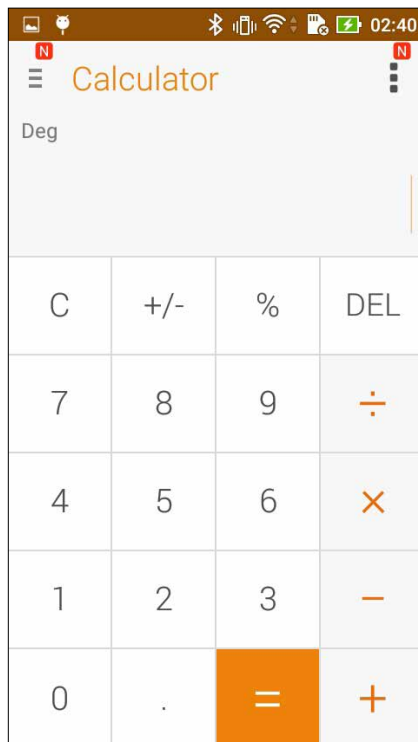 02:40
N N
Calculator
Deg
C +/- % DEL
7 8 9 ÷
4 5 6 ×
1 2 3 −
0 . = +